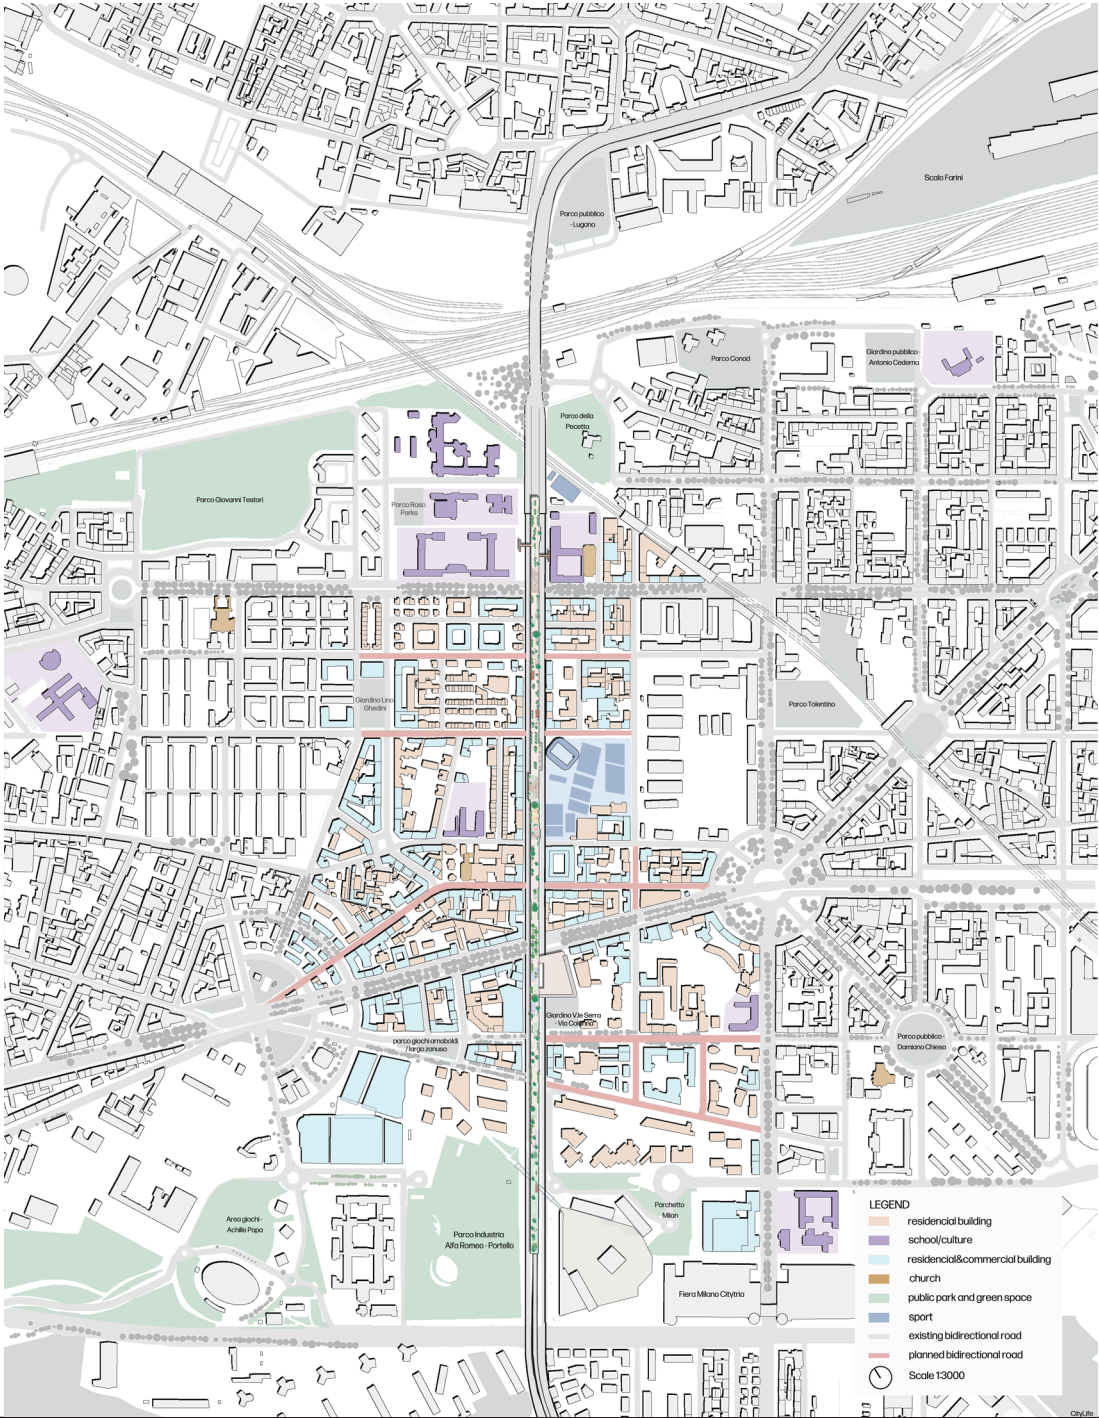 Scalo Farini
Parco pubblico
- Lugano
Parco Conad
Giardino pubblico -
Antonio Cederna
Parco della
Pecetta
Parco Giovanni Testori
Parco Rosa
Parks
Giardino Lino
Ghedini
Parco Tolentino
Giardino V.le Serra
- Via Colonna
parco giochi arnaboldi
/ largo zanuso
Parco pubblico -
Damiano Chiesa
Area giochi -
Achille Papa
Parco Industria
Alfa Romeo - Portello
Parchetto
Milan
Fiera Milano Citytria
LEGEND
residencial building
school/culture
residencial&commercial building
church
public park and green space
sport
existing bidirectional road
planned bidirectional road
Scale 1:3000
CityLife